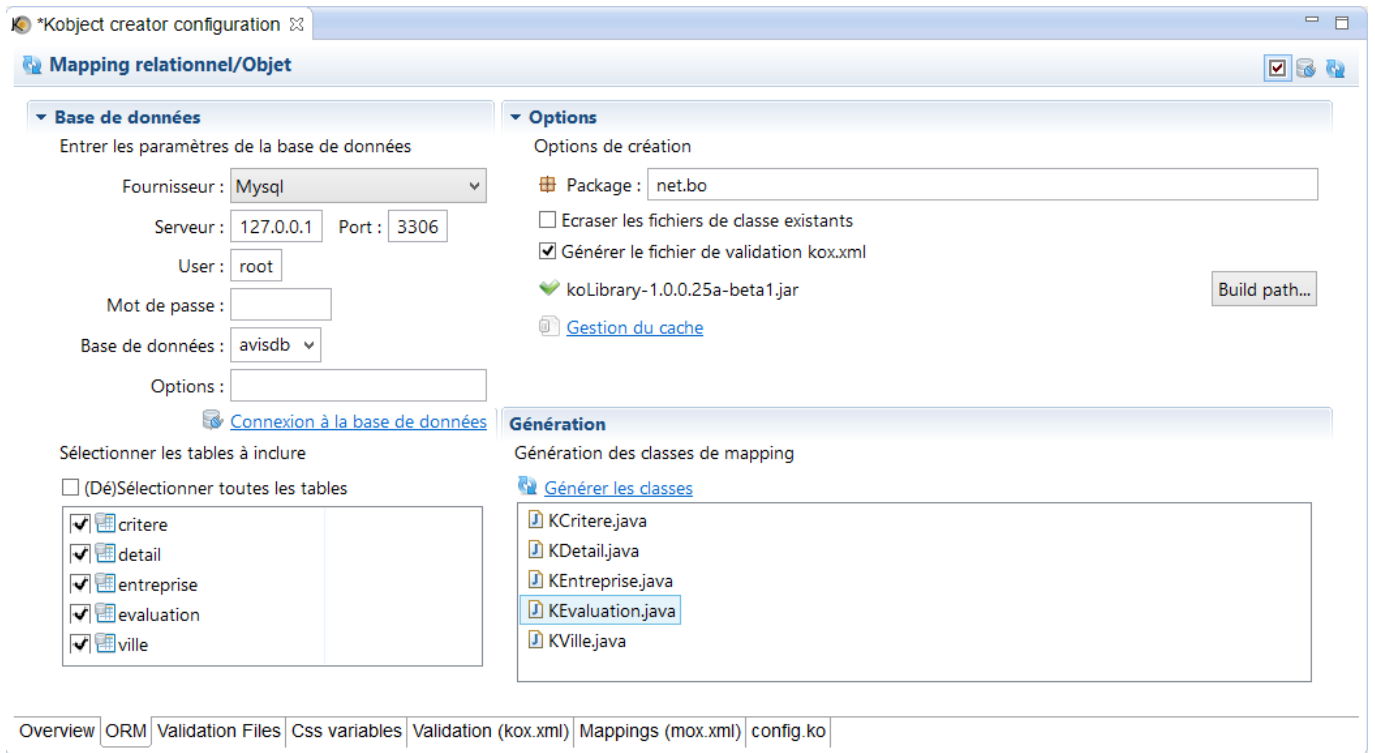 *Kobject creator configuration
Mapping relationnel/Objet
Base de données
Entrer les paramètres de la base de données
Fournisseur : Mysql
Serveur : 127.0.0.1 Port : 3306
User : root
Mot de passe :
Base de données : avisdb
Options :
Connexion à la base de données
Sélectionner les tables à inclure
(Dé)Sélectionner toutes les tables
critere
detail
entreprise
evaluation
ville
Options
Options de création
Package : net.bo
Ecraser les fichiers de classe existants
Générer le fichier de validation kox.xml
koLibrary-1.0.0.25a-beta1.jar Build path...
Gestion du cache
Génération
Génération des classes de mapping
Générer les classes
KCritere.java
KDetail.java
KEntreprise.java
KEvaluation.java
KVille.java
Overview ORM Validation Files Css variables Validation (kox.xml) Mappings (mox.xml) config.ko